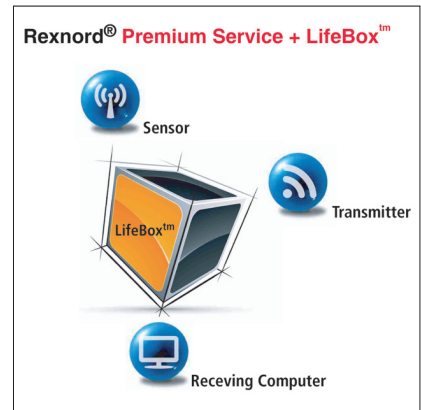 Rexnord® Premium Service + LifeBox™
Sensor
Transmitter
LifeBox™
Receving Computer